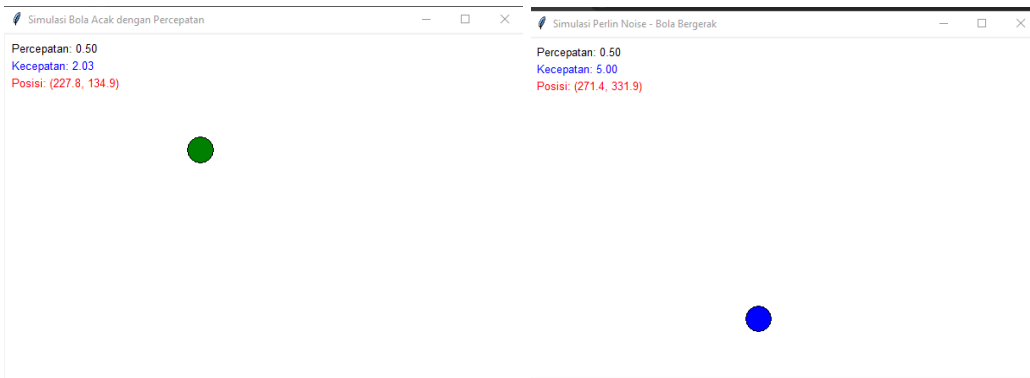 Simulasi Bola Acak dengan Percepatan
Percepatan: 0.50
Kecepatan: 2.03
Posisi: (227.8, 134.9)
Simulasi Perlin Noise - Bola Bergerak
Percepatan: 0.50
Kecepatan: 5.00
Posisi: (271.4, 331.9)